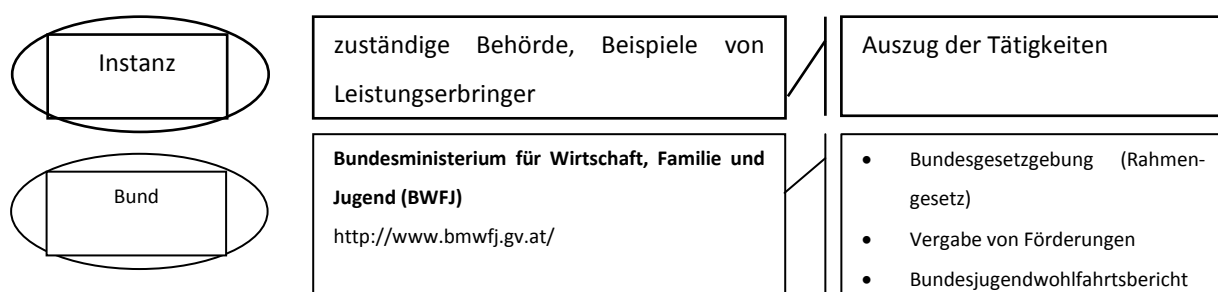 Instanz
zuständige Behörde, Beispiele von
Leistungserbringer
Auszug der Tätigkeiten
Bund
Bundesministerium für Wirtschaft, Familie und
Jugend (BWFJ)
http://www.bmwfj.gv.at/
• Bundesgesetzgebung (Rahmen-
gesetz)
• Vergabe von Förderungen
• Bundesjugendwohlfahrtsbericht